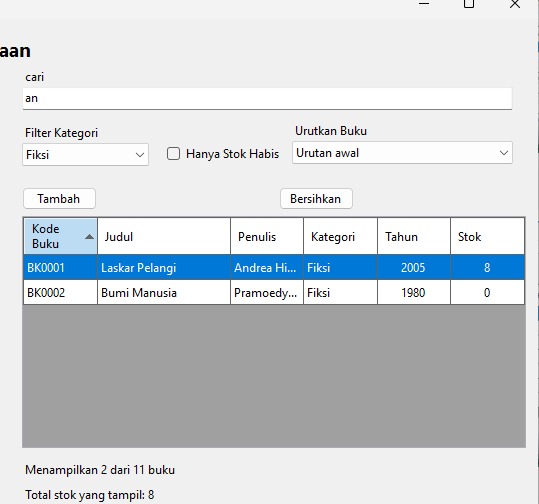 aan
cari
an
Filter Kategori
Urutkan Buku
Fiksi
Hanya Stok Habis
Urutan awal
Tambah
Bersihkan
Kode Buku
Judul
Penulis
Kategori
Tahun
Stok
BK0001 Laskar Pelangi Andrea Hi... Fiksi 2005 8
BK0002 Bumi Manusia Pramoedy... Fiksi 1980 0
Menampilkan 2 dari 11 buku
Total stok yang tampil: 8